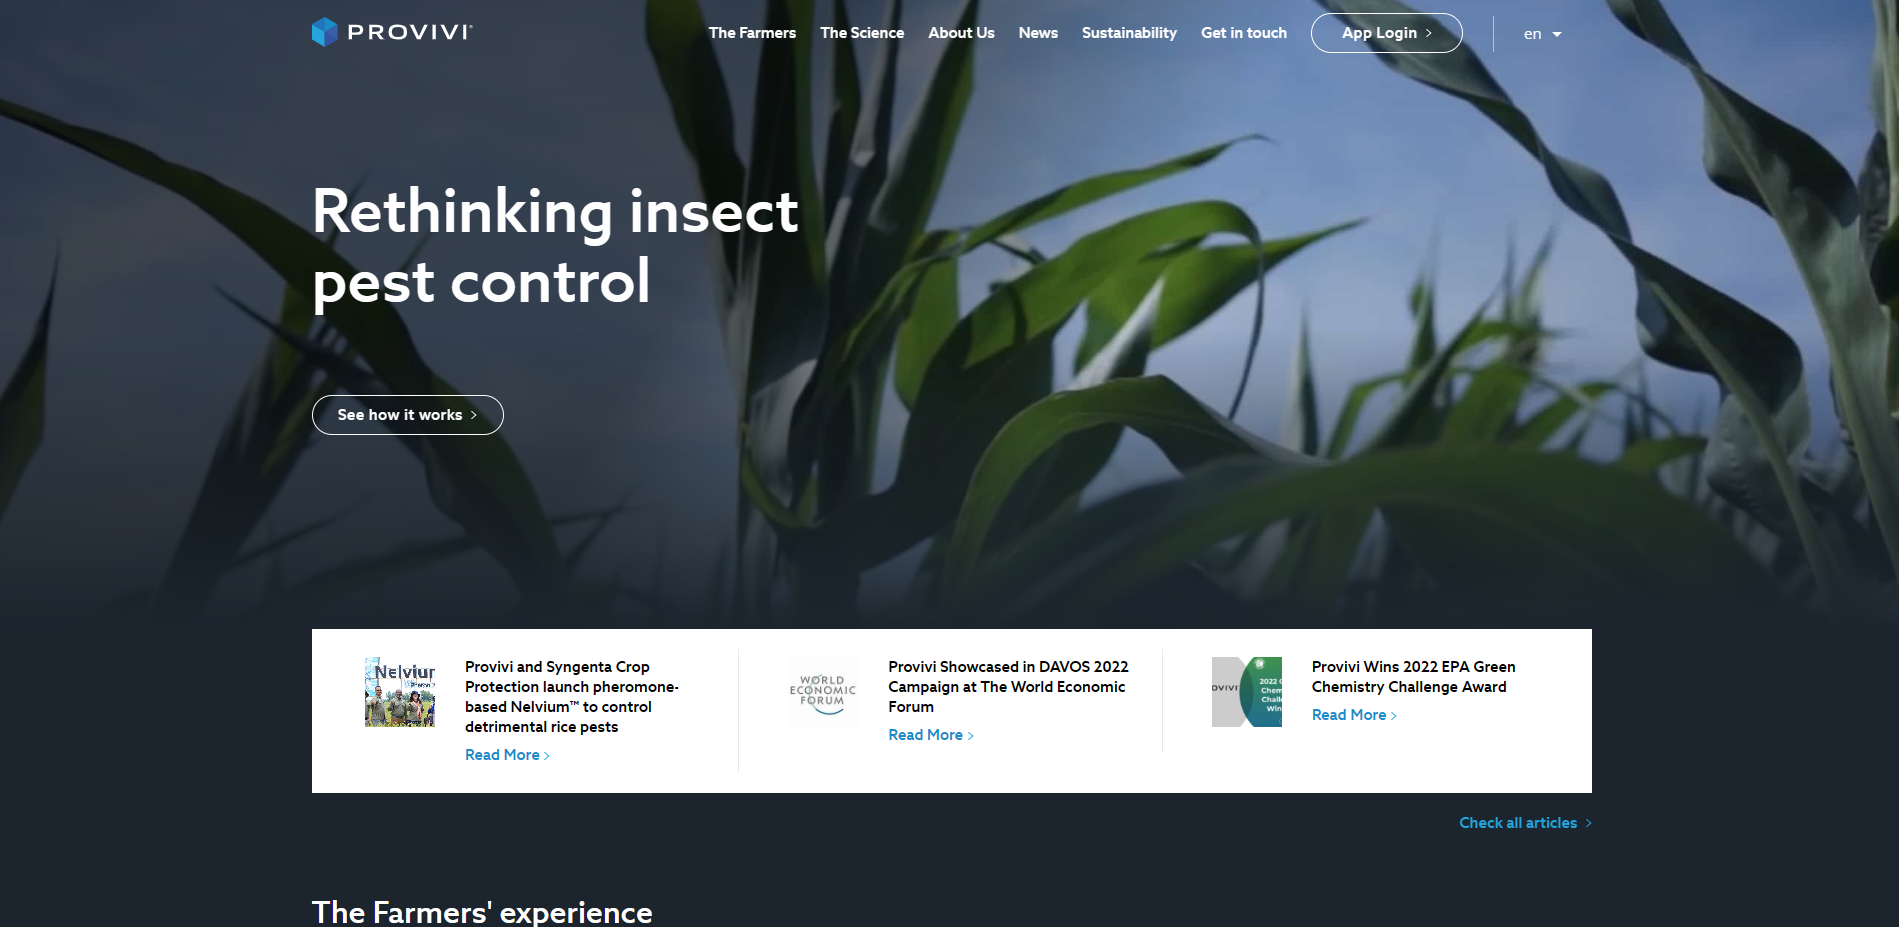 PROVIVI
The Farmers
The Science
About Us
News
Sustainability
Get in touch
App Login
en
Rethinking insect
pest control
See how it works
Nelviur
Provivi and Syngenta Crop
Protection launch pheromone-
based Nelvium™ to control
detrimental rice pests
Read More
WORLD
ECONOMIC
FORUM
Provivi Showcased in DAVOS 2022
Campaign at The World Economic
Forum
Read More
OVIVI
2022 G
Chem
Challe
Win
Provivi Wins 2022 EPA Green
Chemistry Challenge Award
Read More
Check all articles
The Farmers' experience